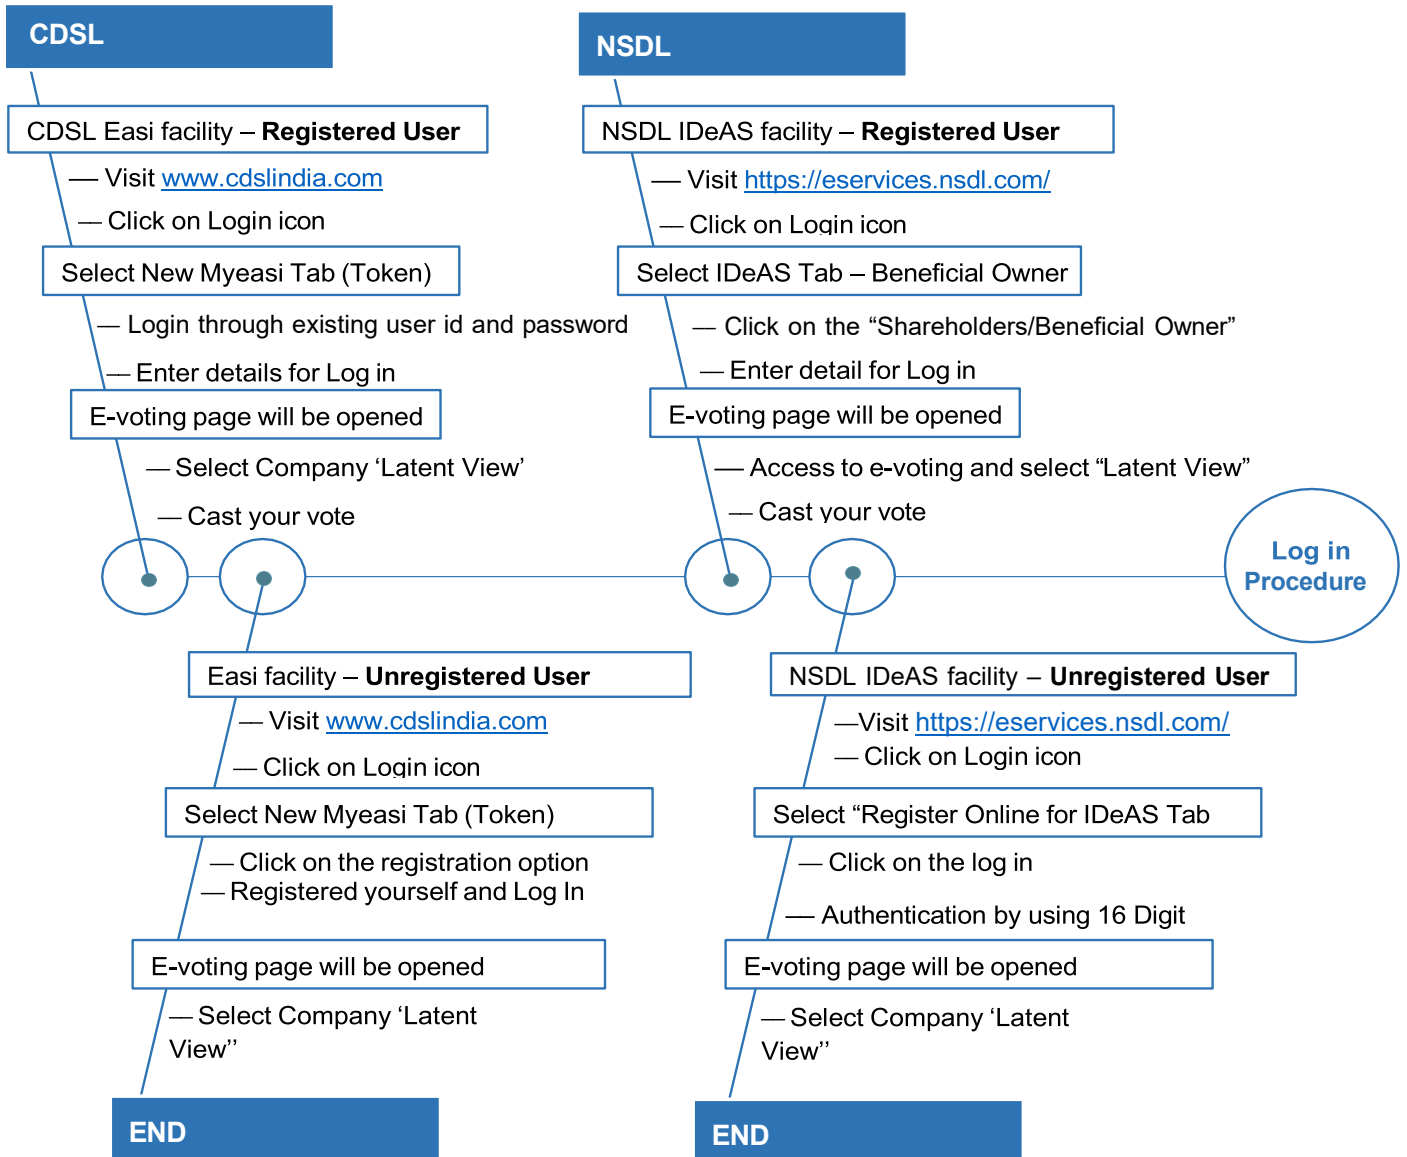 CDSL
CDSL Easi facility – Registered User
— Visit www.cdslindia.com
— Click on Login icon
Select New Myeasi Tab (Token)
— Login through existing user id and password
— Enter details for Log in
E-voting page will be opened
— Select Company ‘Latent View’
— Cast your vote
NSDL
NSDL IDeAS facility – Registered User
— Visit https://eservices.nsdl.com/
— Click on Login icon
Select IDeAS Tab – Beneficial Owner
— Click on the “Shareholders/Beneficial Owner”
— Enter detail for Log in
E-voting page will be opened
— Access to e-voting and select “Latent View”
— Cast your vote
Log in
Procedure
Easi facility – Unregistered User
— Visit www.cdslindia.com
— Click on Login icon
Select New Myeasi Tab (Token)
— Click on the registration option
— Registered yourself and Log In
E-voting page will be opened
— Select Company ‘Latent
View’’
END
NSDL IDeAS facility – Unregistered User
—Visit https://eservices.nsdl.com/
— Click on Login icon
Select “Register Online for IDeAS Tab
— Click on the log in
— Authentication by using 16 Digit
E-voting page will be opened
— Select Company ‘Latent
View’’
END